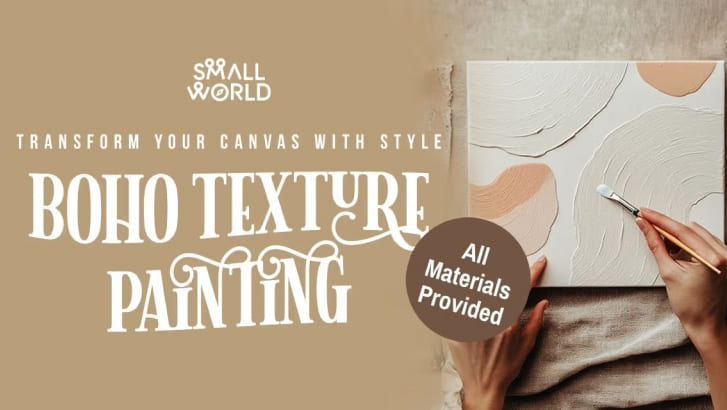 SMALL
WORLD
TRANSFORM YOUR CANVAS WITH STYLE
BOHO TEXTURE
PAINTING
All
Materials
Provided